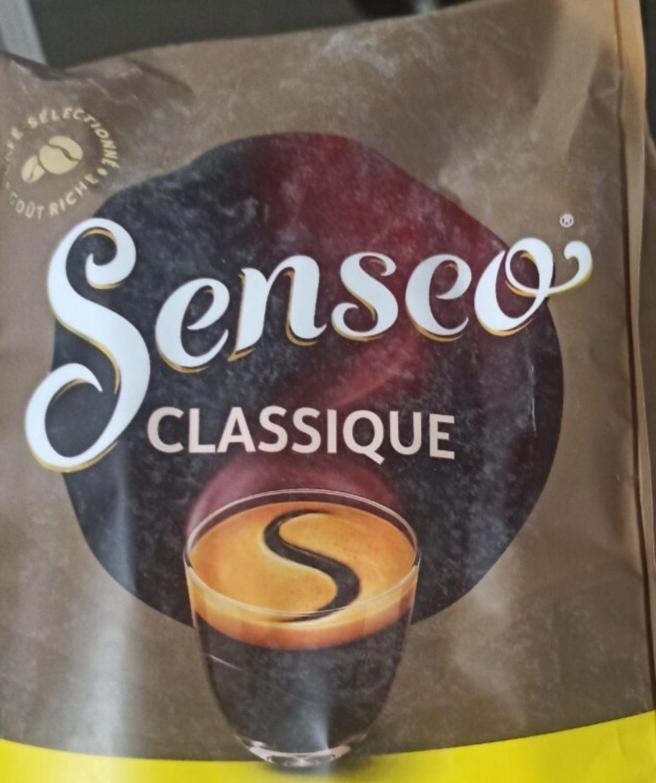 SÉLECTIONNÉ
GOÛT RICHE
Senseo®
CLASSIQUE